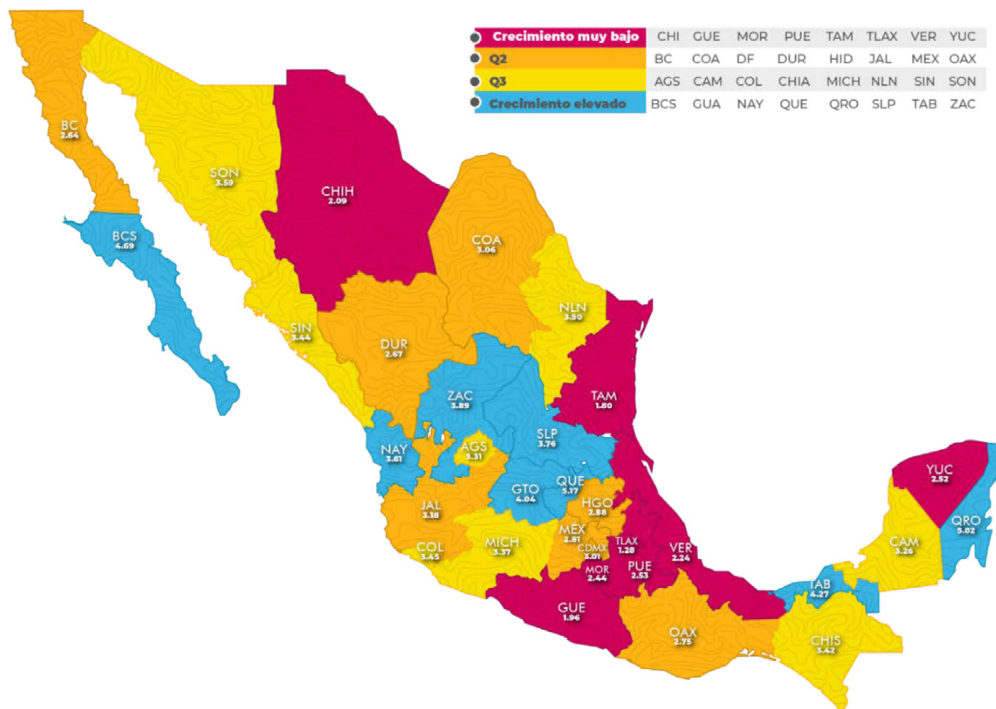 Crecimiento muy bajo CHI GUE MOR PUE TAM TLAX VER YUC
Q2 BC COA DF DUR HID JAL MEX OAX
Q3 AGS CAM COL CHIA MICH NLN SIN SON
Crecimiento elevado BCS GUA NAY QUE QRO SLP TAB ZAC
BC
2.64
SON
3.59
CHIH
2.09
BCS
4.69
COA
3.06
NLN
3.50
SIN
3.44
DUR
2.67
ZAC
3.89
TAM
1.80
SLP
3.76
NAY
3.61
AGS
3.31
GTO
4.04
QUE
5.17
HGO
2.88
JAL
3.18
COL
3.45
MICH
3.37
MÉX
2.81
CDMX
3.01
TLAX
1.28
VER
2.24
MOR
2.44
PUE
2.53
GUE
1.96
OAX
2.75
YUC
2.52
QRO
5.02
CAM
3.26
TAB
4.27
CHIS
3.42